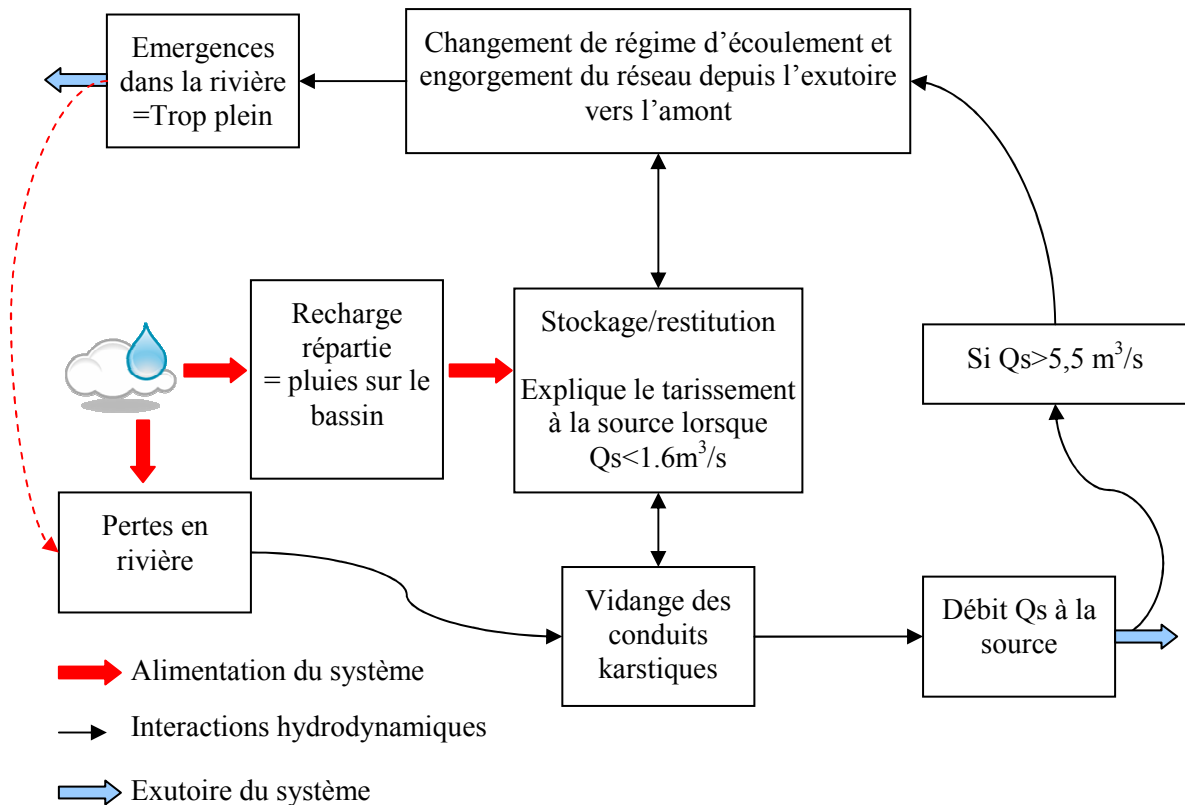 Emergences
dans la rivière
=Trop plein
Changement de régime d’écoulement et
engorgement du réseau depuis l’exutoire
vers l’amont
Recharge
répartie
= pluies sur le
bassin
Stockage/restitution
Explique le tarissement
à la source lorsque
Qs<1.6m³/s
Si Qs>5,5 m³/s
Pertes en
rivière
Vidange des
conduits
karstiques
Débit Qs à la
source
Alimentation du système
Interactions hydrodynamiques
Exutoire du système